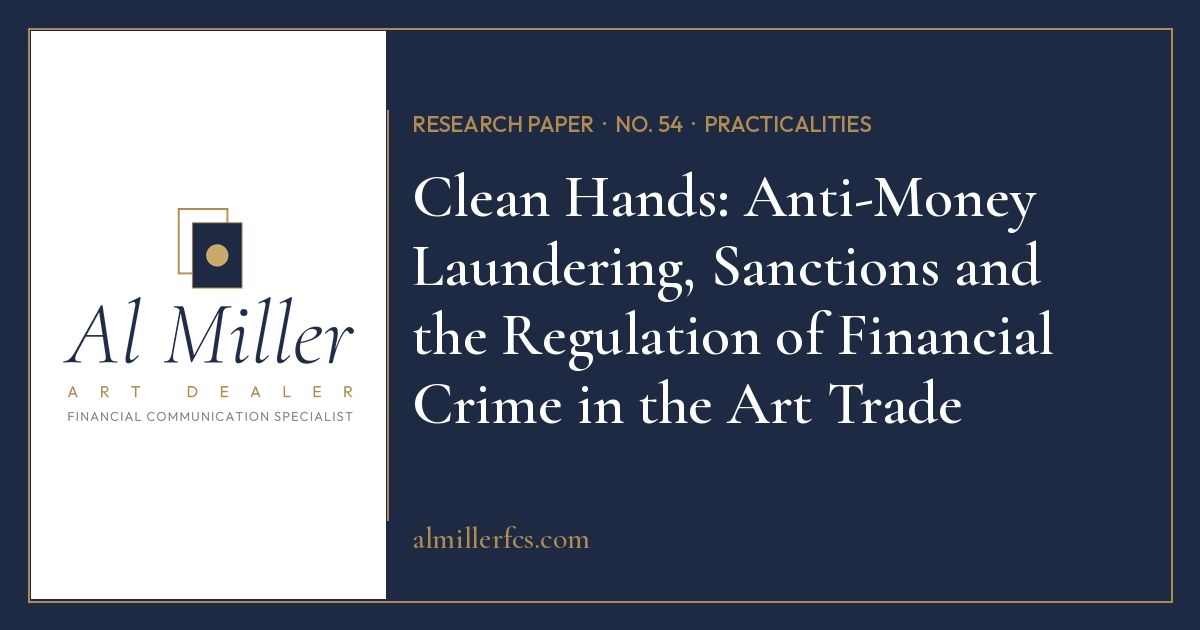 Al Miller
ART DEALER
FINANCIAL COMMUNICATION SPECIALIST
RESEARCH PAPER · NO. 54 · PRACTICALITIES
Clean Hands: Anti-Money
Laundering, Sanctions and
the Regulation of Financial
Crime in the Art Trade
almillerfcs.com